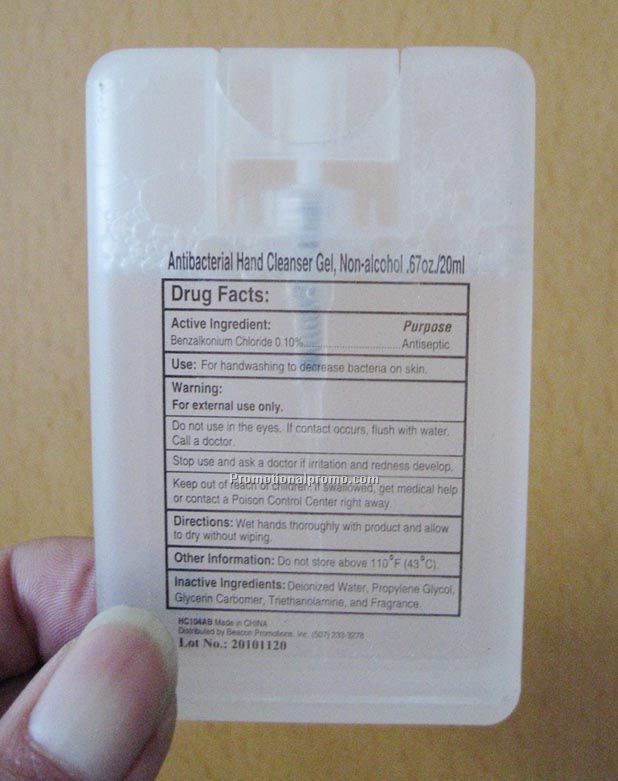 Antibacterial Hand Cleanser Gel, Non-alcohol .67oz./20ml
Drug Facts:
Active Ingredient: Purpose
Benzalkonium Chloride 0.10%................................Antiseptic
Use: For handwashing to decrease bacteria on skin.
Warning:
For external use only.
Do not use in the eyes. If contact occurs, flush with water.
Call a doctor.
Stop use and ask a doctor if irritation and redness develop.
Promotionalpromo.com
Keep out of reach of children. If swallowed, get medical help
or contact a Poison Control Center right away.
Directions: Wet hands thoroughly with product and allow
to dry without wiping.
Other Information: Do not store above 110°F (43°C).
Inactive Ingredients: Deionized Water, Propylene Glycol,
Glycerin Carbomer, Triethanolamine, and Fragrance.
HC104AB Made in CHINA
Distributed by Beacon Promotions, Inc. (507) 233-3278
Lot No.: 20101120